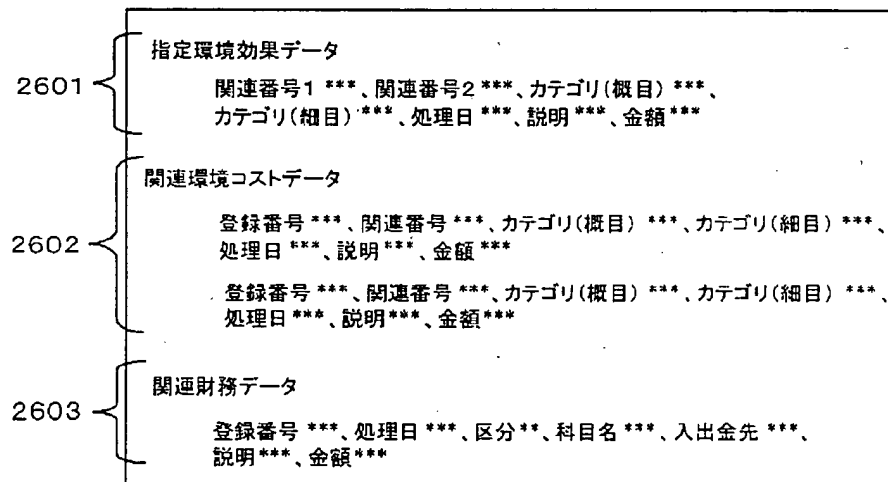 指定環境効果データ
2601
関連番号1 ***、関連番号2 ***、カテゴリ(概目) ***、
カテゴリ(細目) ***、処理日 ***、説明 ***、金額 ***
関連環境コストデータ
2602
登録番号 ***、関連番号 ***、カテゴリ(概目) ***、カテゴリ(細目) ***、
処理日 ***、説明 ***、金額 ***
登録番号 ***、関連番号 ***、カテゴリ(概目) ***、カテゴリ(細目) ***、
処理日 ***、説明 ***、金額 ***
関連財務データ
2603
登録番号 ***、処理日 ***、区分 **、科目名 ***、入出金先 ***、
説明 ***、金額 ***